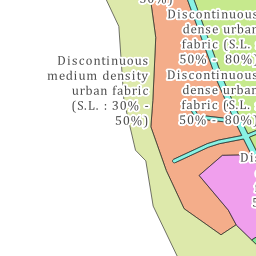 50%)
Discontinuous
dense urban
fabric (S.L.
50% - 80%)
Discontinuous
medium density
urban fabric
(S.L. : 30% -
50%)
Discontinuous
dense urban
fabric (S.L.
50% - 80%)